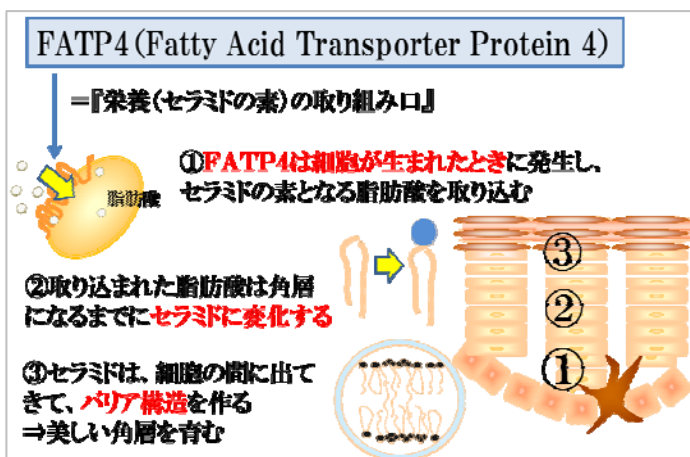 FATP4(Fatty Acid Transporter Protein 4)
=『栄養(セラミドの素)の取り組み口』
①FATP4は細胞が生まれたときに発生し、
セラミドの素となる脂肪酸を取り込む
脂肪酸
②取り込まれた脂肪酸は角層
になるまでにセラミドに変化する
③セラミドは、細胞の間に出て
きて、バリア構造を作る
⇒美しい角層を育む
③
②
①